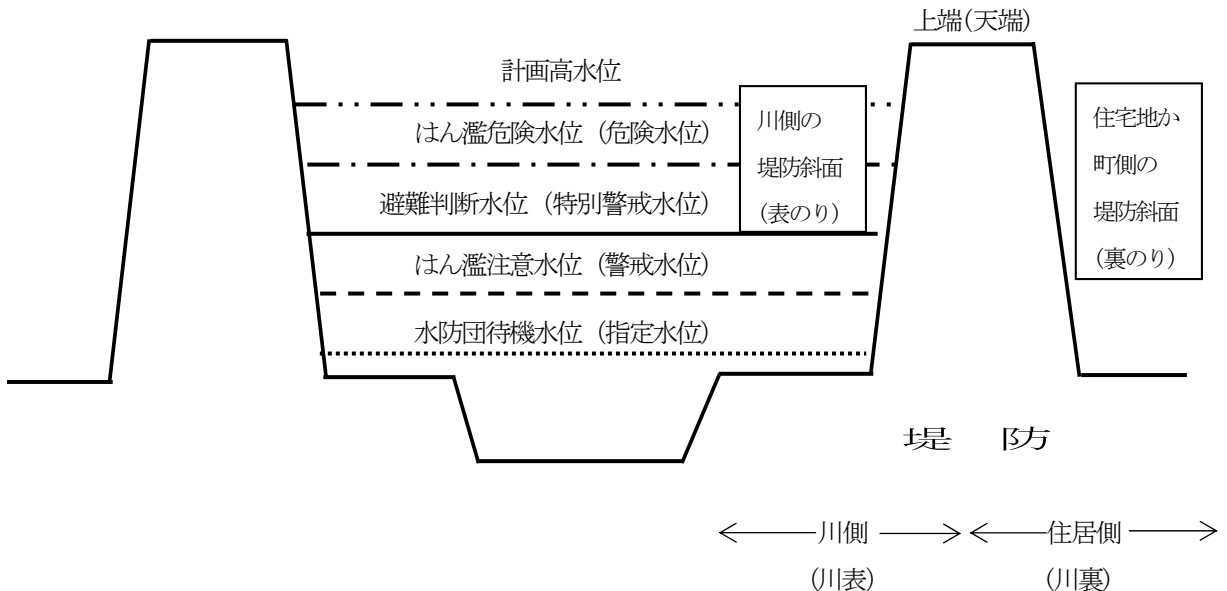 上端(天端)
計画高水位
はん濫危険水位（危険水位）
避難判断水位（特別警戒水位）
はん濫注意水位（警戒水位）
水防団待機水位（指定水位）
川側の
堤防斜面
（表のり）
住宅地か
町側の
堤防斜面
（裏のり）
堤　防
川側
(川表)
住居側
(川裏)